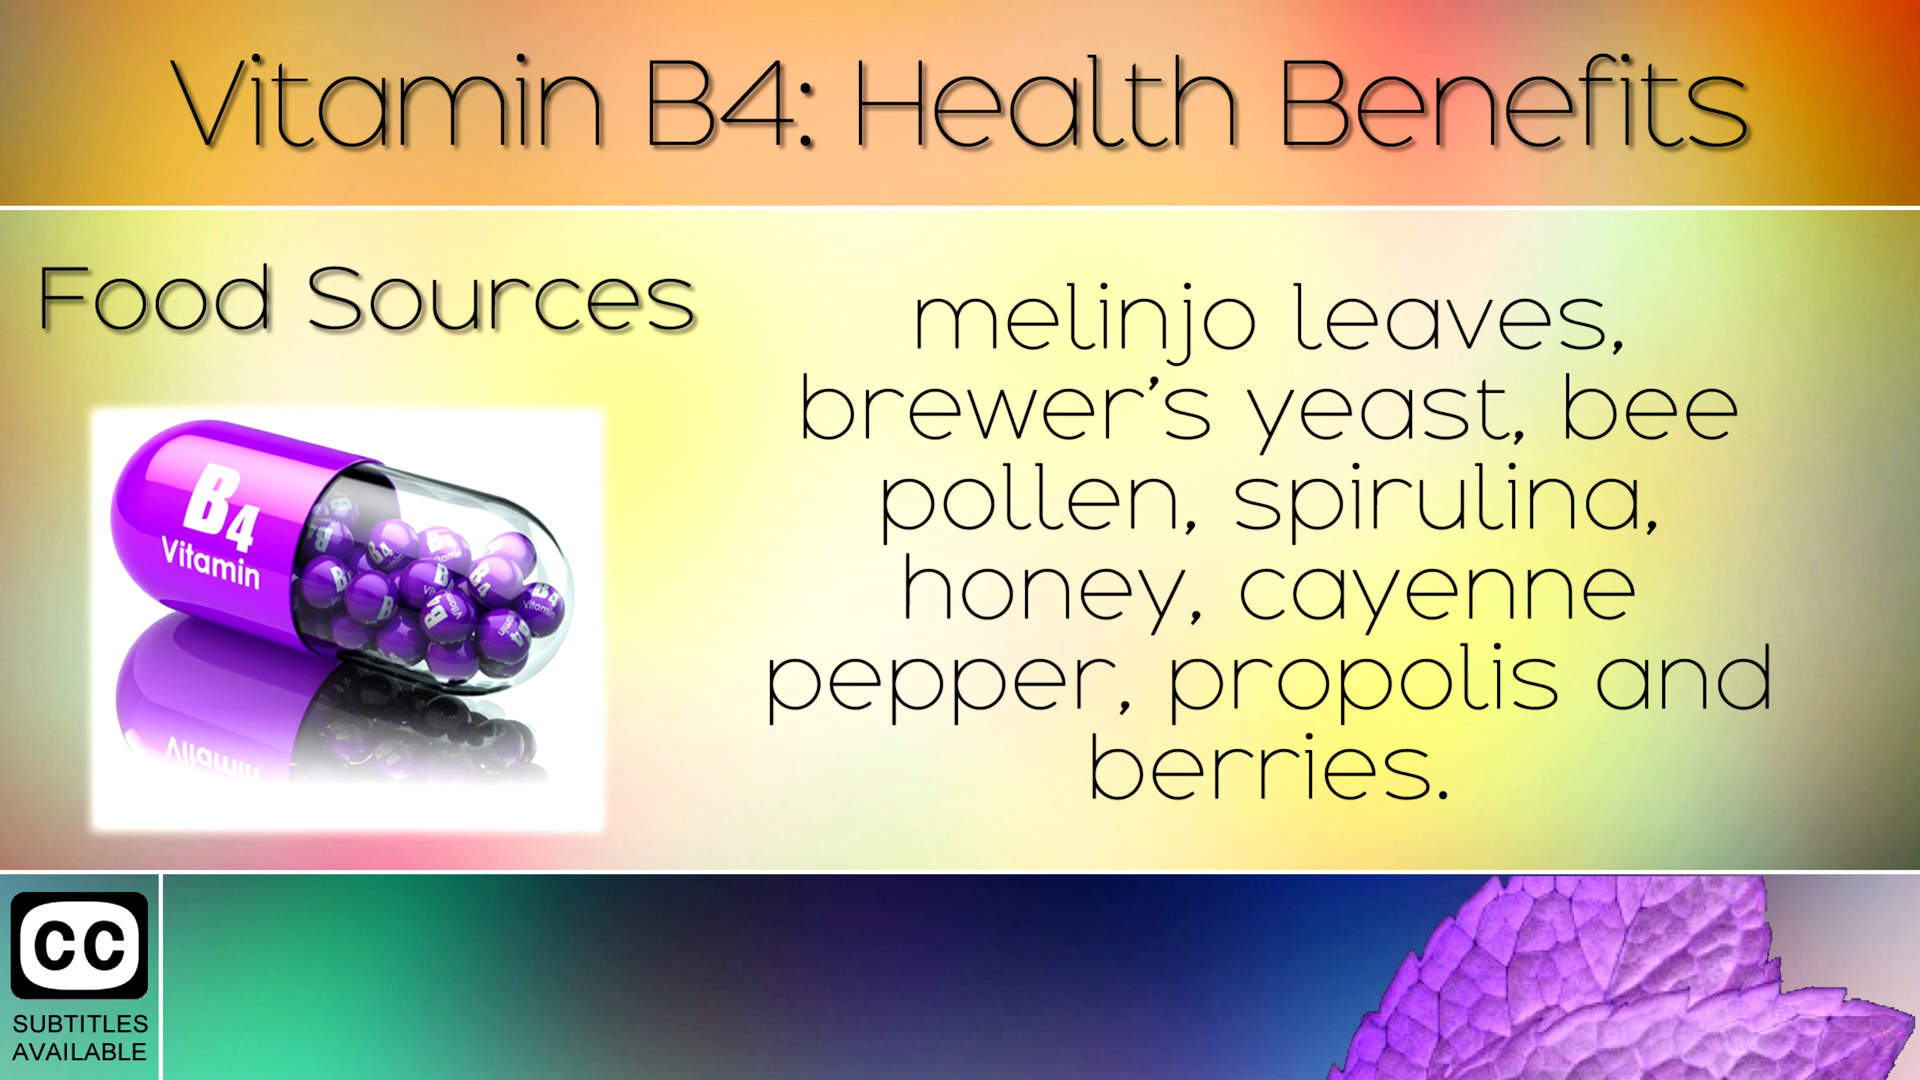 Vitamin B4: Health Benefits
Food Sources
melinjo leaves,
brewer's yeast, bee
pollen, spirulina,
honey, cayenne
pepper, propolis and
berries.
B4
Vitamin
CC
SUBTITLES
AVAILABLE